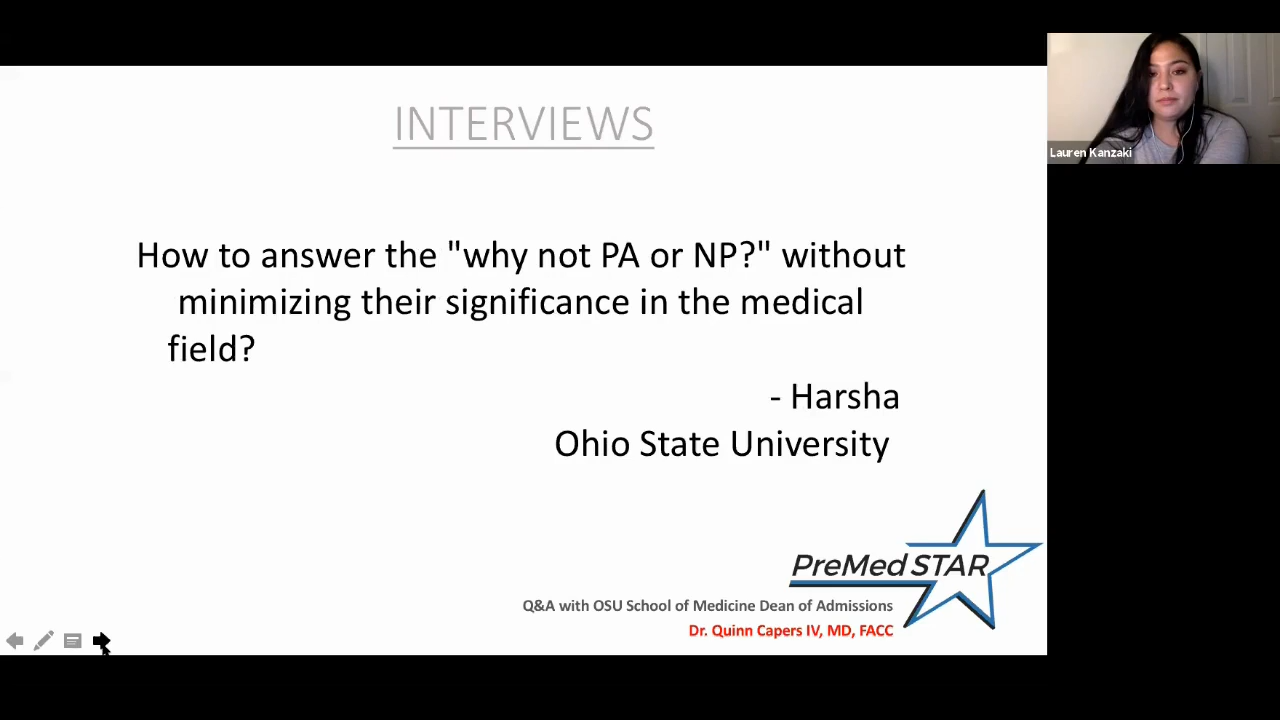 INTERVIEWS
How to answer the "why not PA or NP?" without
minimizing their significance in the medical
field?
- Harsha
Ohio State University
PreMed STAR
Q&A with OSU School of Medicine Dean of Admissions
Dr. Quinn Capers IV, MD, FACC
Lauren Kanzaki